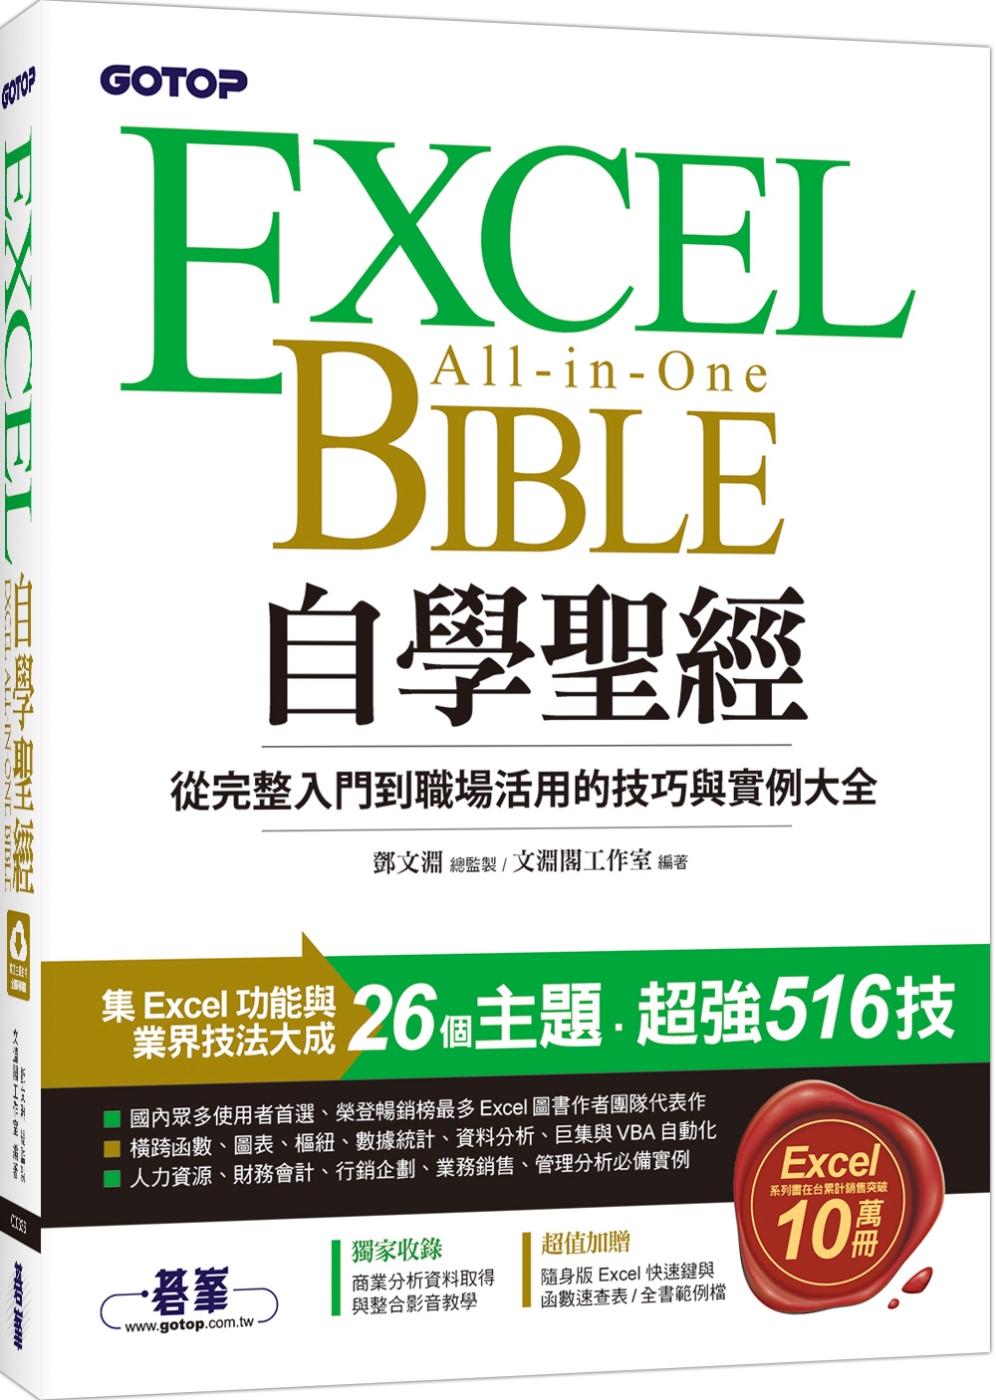 GOTOP
EXCEL
All-in-One
BIBLE
自學聖經
從完整入門到職場活用的技巧與實例大全
鄧文淵 總監製 / 文淵閣工作室 編著
集 Excel 功能與
業界技法大成
26個主題．超強516技
國內眾多使用者首選、榮登暢銷榜最多 Excel 圖書作者團隊代表作
橫跨函數、圖表、樞紐、數據統計、資料分析、巨集與 VBA 自動化
人力資源、財務會計、行銷企劃、業務銷售、管理分析必備實例
Excel
系列書在台累計銷售突破
10萬冊
獨家收錄
商業分析資料取得
與整合影音教學
超值加贈
隨身版 Excel 快速鍵與
函數速查表 / 全書範例檔
碁峯
www.gotop.com.tw
GOTOP
EXCEL 自學聖經
EXCEL ALL-IN-ONE BIBLE
文淵閣工作室 編著
碁峯